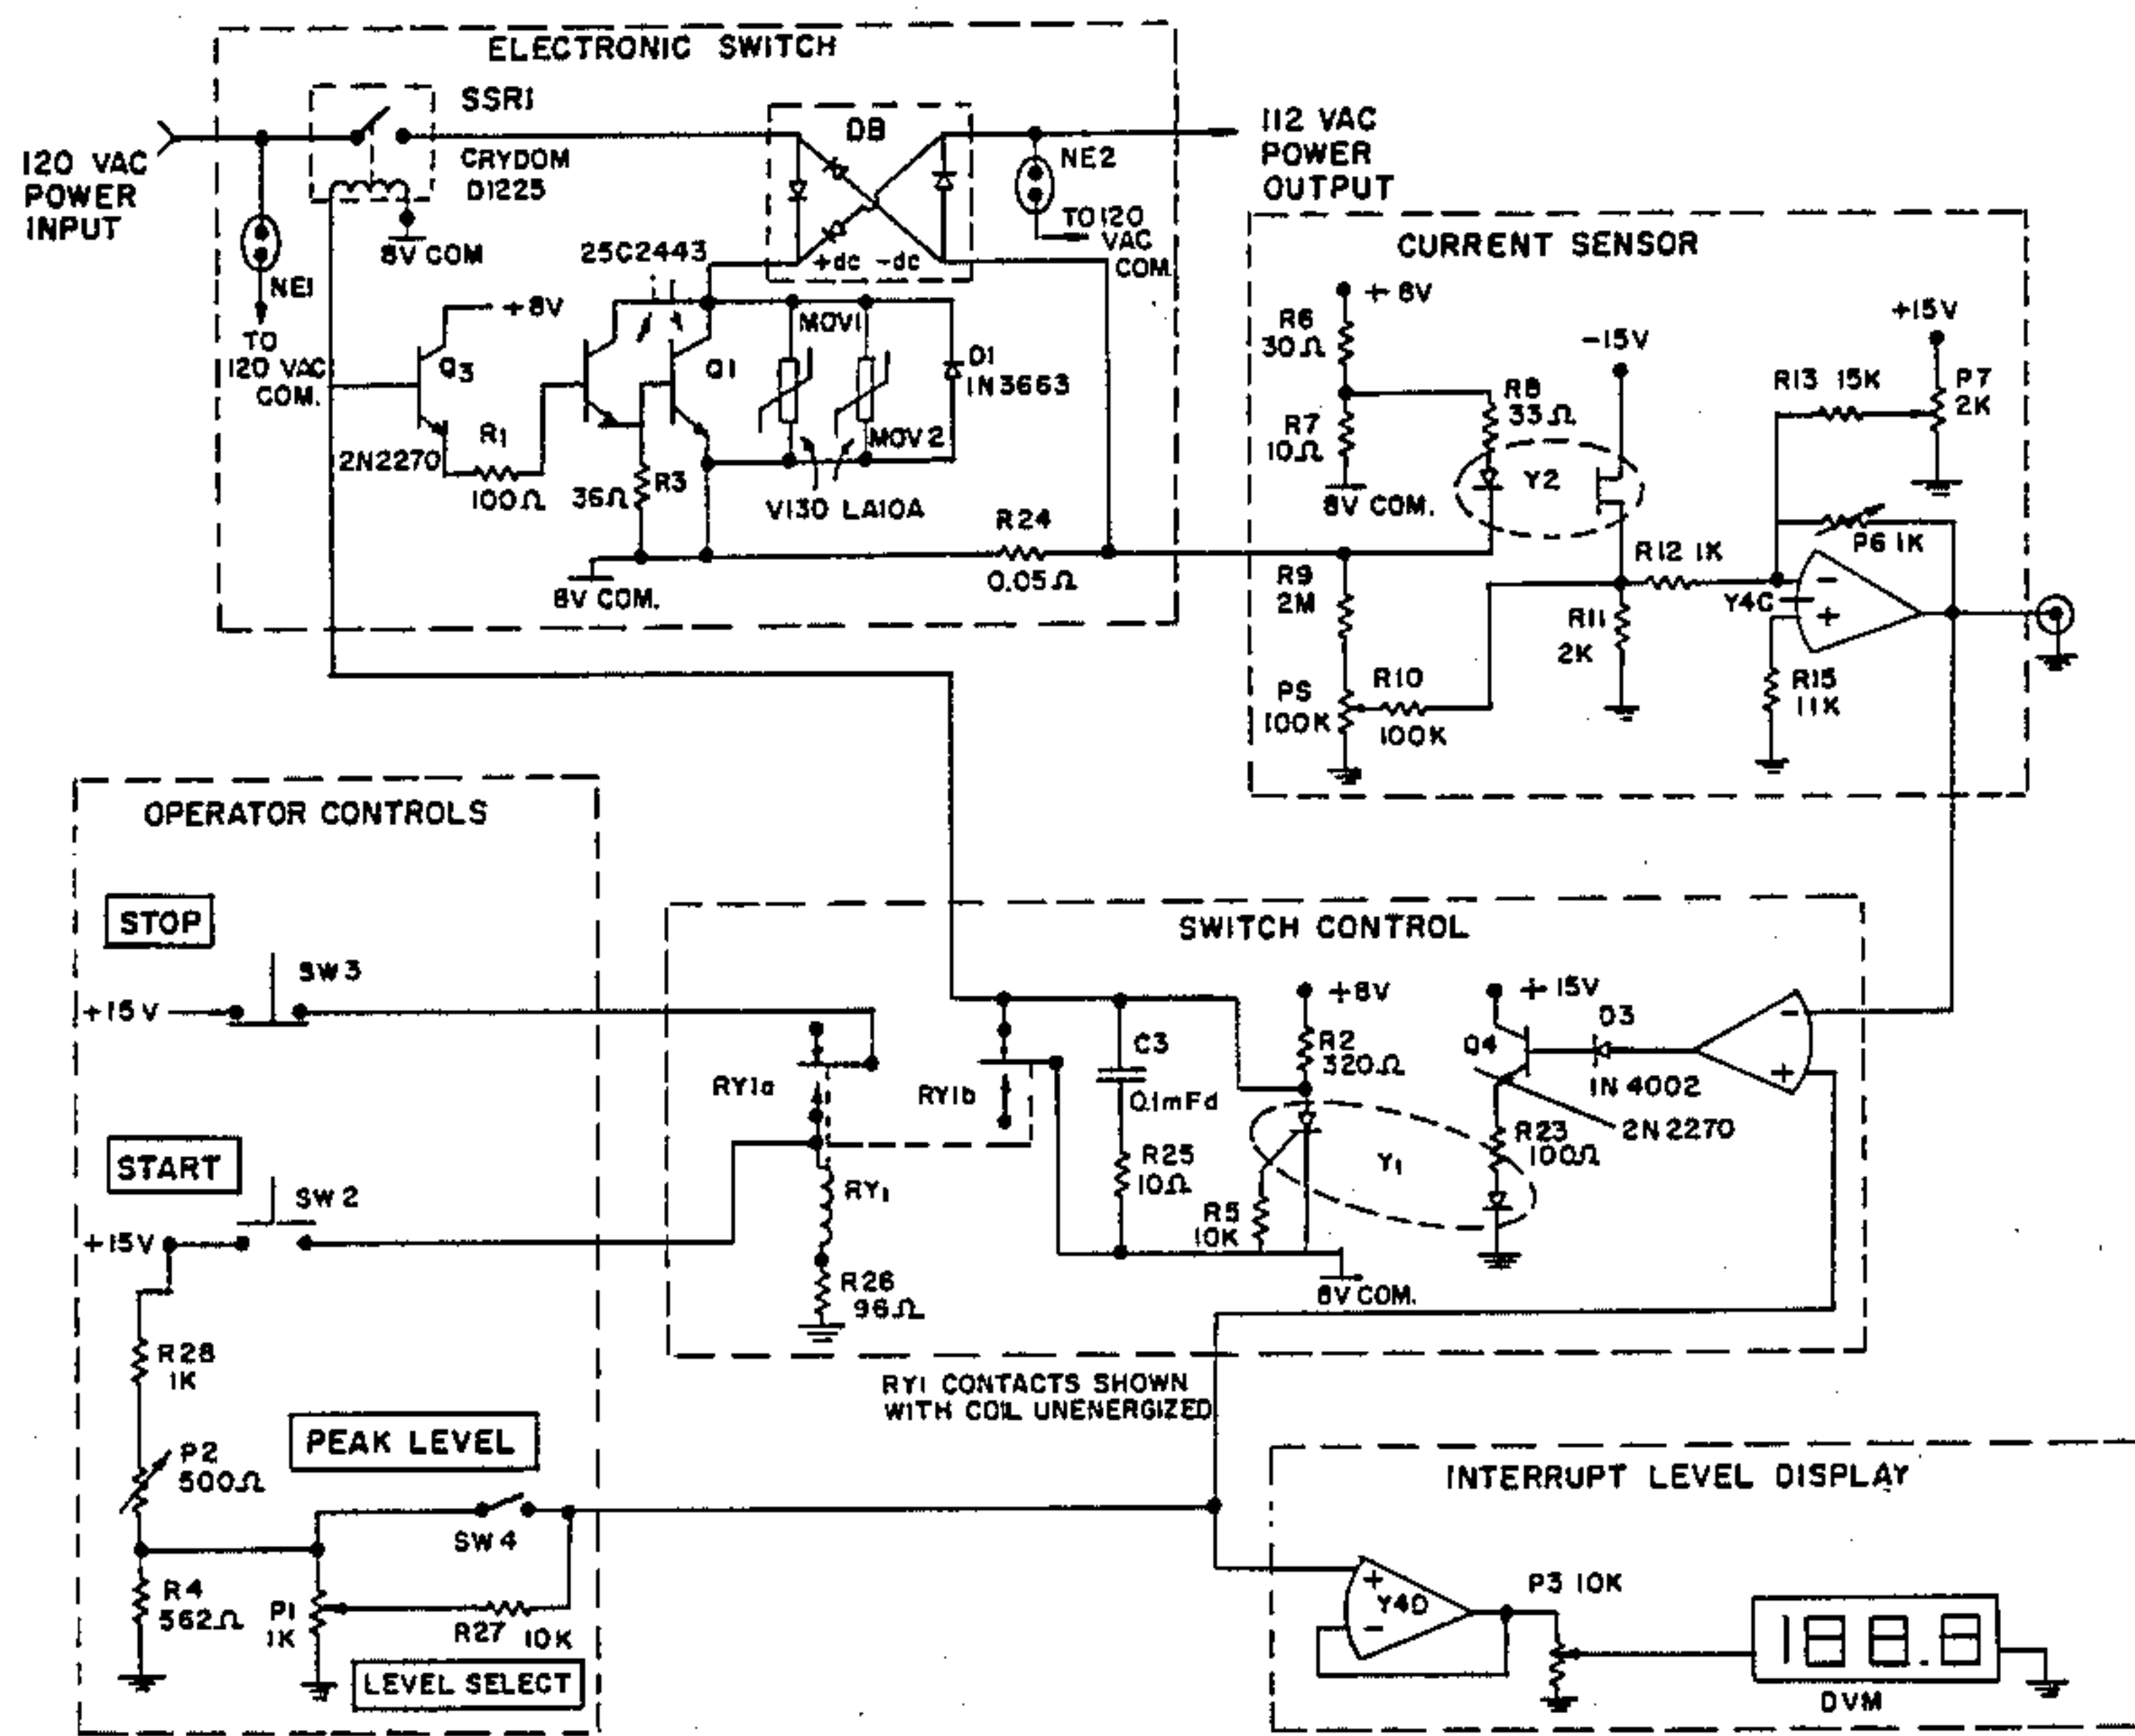 ELECTRONIC SWITCH
SSR1
CRYDOM
D1225
120 VAC
POWER
INPUT
8V COM
NE1
TO
120 VAC
COM.
DB
+dc -dc
NE2
TO 120
VAC
COM.
112 VAC
POWER
OUTPUT
25C2443
+8V
Q3
2N2270
R1
100Ω
Q1
36Ω
R3
MOV1
MOV2
V130 LA10A
D1
1N3663
R24
0.05Ω
8V COM.
CURRENT SENSOR
+8V
R6
30Ω
R7
10Ω
8V COM.
R8
33Ω
Y2
-15V
R13 15K
+15V
P7
2K
P6 1K
R12 1K
Y4C
-
+
R9
2M
R11
2K
P5
100K
R10
100K
R15
11K
OPERATOR CONTROLS
STOP
SW3
+15V
START
SW2
+15V
R28
1K
P2
500Ω
PEAK LEVEL
SW4
R4
562Ω
P1
1K
R27 10K
LEVEL SELECT
SWITCH CONTROL
RY1a
RY1b
RY1
R26
96Ω
C3
0.1mFd
R25
10Ω
+8V
R2
320Ω
R5
10K
Y1
8V COM.
+15V
Q4
D3
1N4002
2N2270
R23
100Ω
-
+
RY1 CONTACTS SHOWN
WITH COIL UNENERGIZED
INTERRUPT LEVEL DISPLAY
+
Y4D
-
P3 10K
188.8
DVM